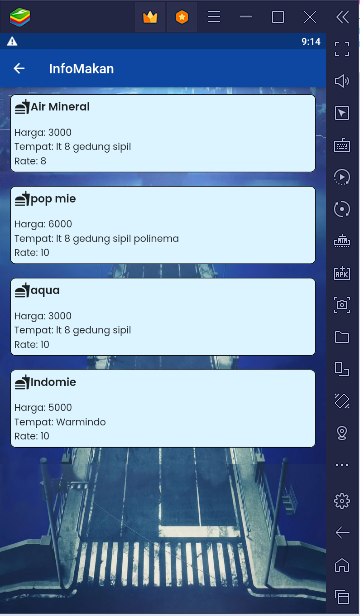 9:14
InfoMakan
Air Mineral
Harga: 3000
Tempat: lt 8 gedung sipil
Rate: 8
pop mie
Harga: 6000
Tempat: lt 8 gedung sipil polinema
Rate: 10
aqua
Harga: 3000
Tempat: lt 8 gedung sipil
Rate: 10
Indomie
Harga: 5000
Tempat: Warmindo
Rate: 10
APK